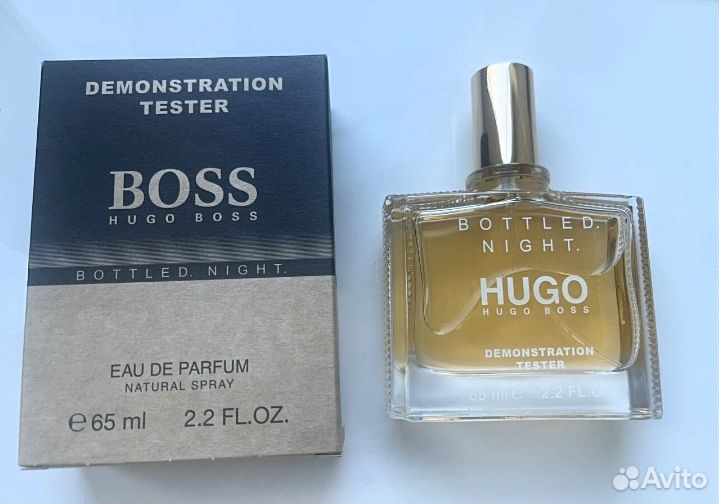 DEMONSTRATION
TESTER
BOSS
HUGO BOSS
BOTTLED. NIGHT.
EAU DE PARFUM
NATURAL SPRAY
e 65 ml 2.2 FL.OZ.
BOTTLED.
NIGHT.
HUGO
HUGO BOSS
DEMONSTRATION
TESTER
65 ml e 2.2 FL.O
Avito